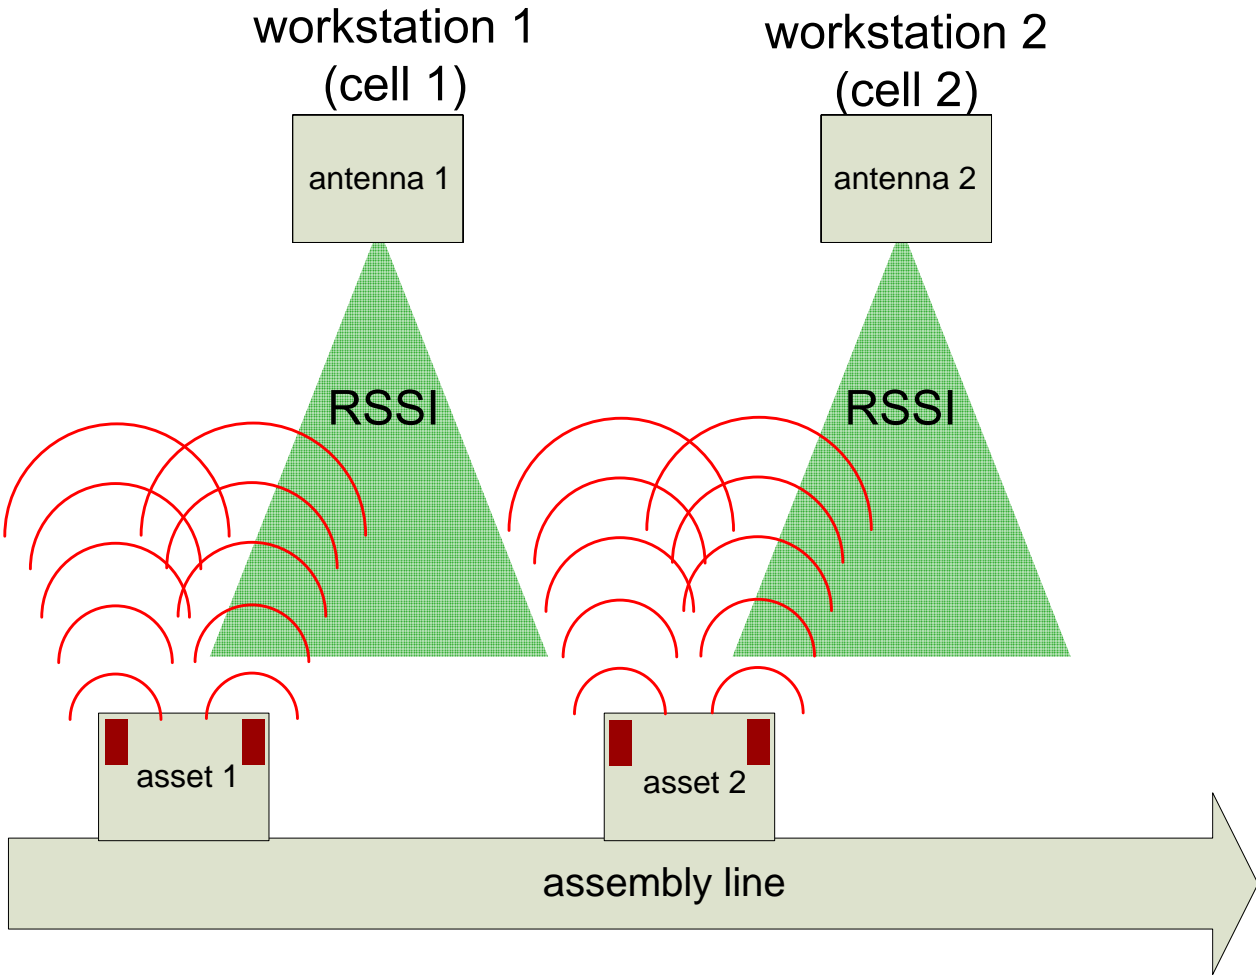 workstation 1
(cell 1)
workstation 2
(cell 2)
antenna 1
antenna 2
RSSI
RSSI
asset 1
asset 2
assembly line